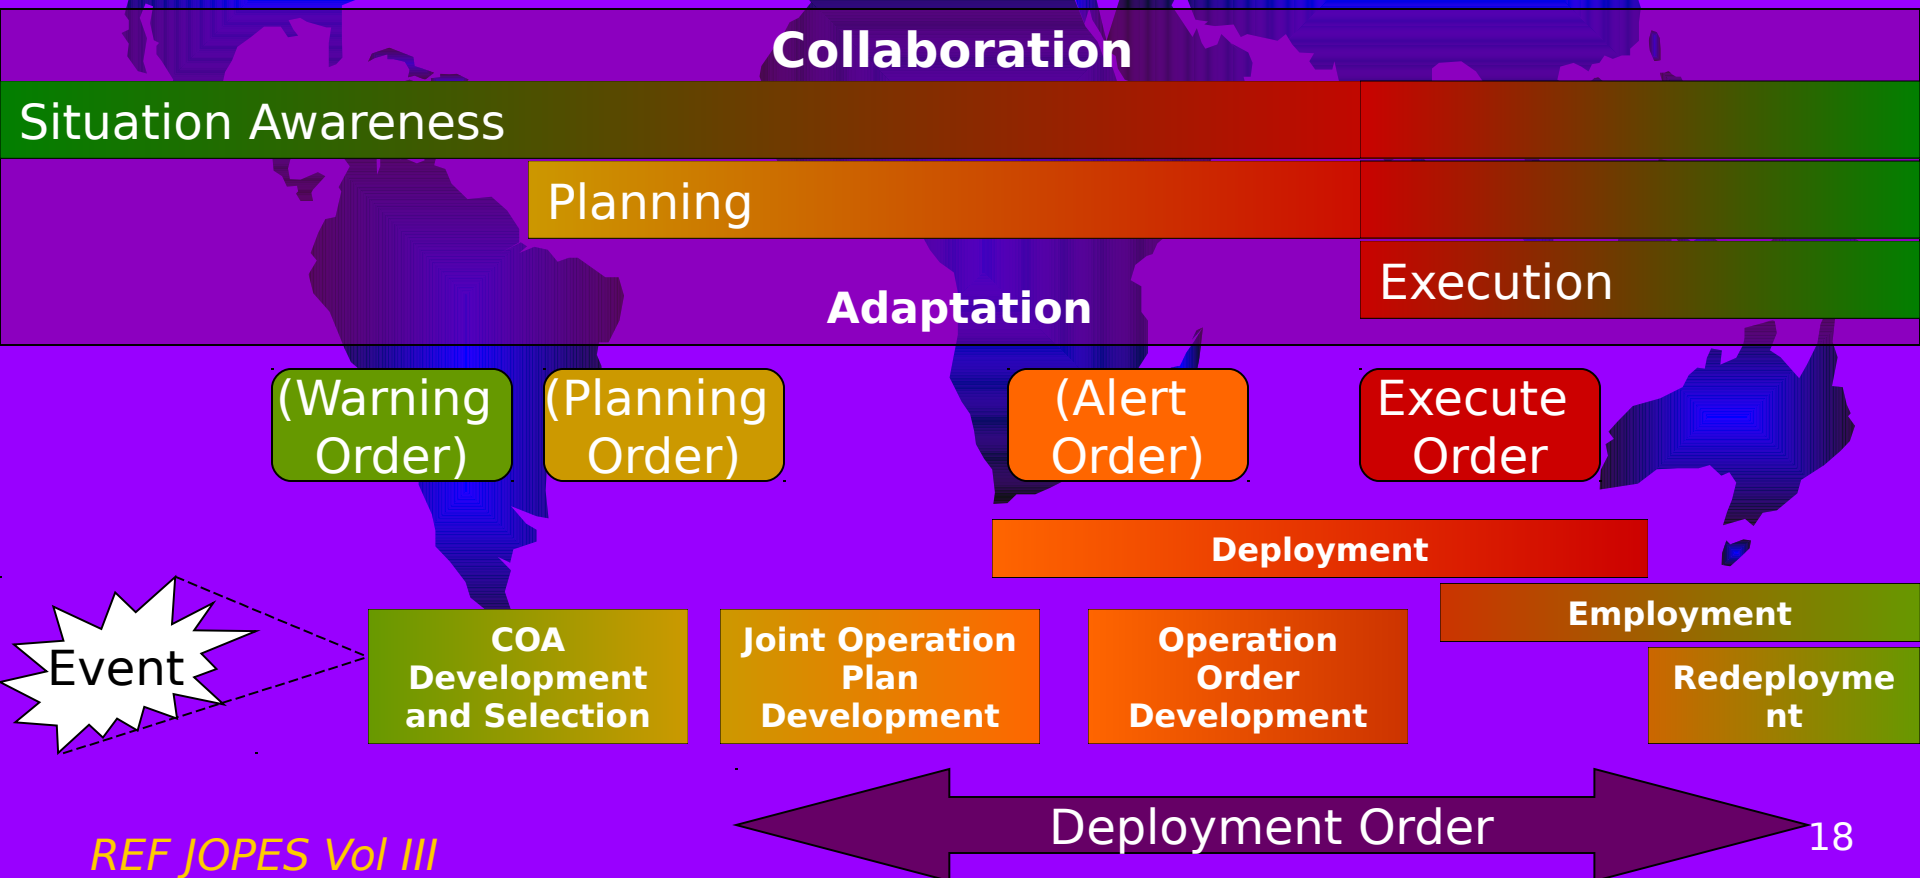 Collaboration
Situation Awareness
Planning
Execution
Adaptation
(Warning
Order)
(Planning
Order)
(Alert
Order)
Execute
Order
Deployment
Employment
Event
COA
Development
and Selection
Joint Operation
Plan
Development
Operation
Order
Development
Redeployme
nt
Deployment Order
REF JOPES Vol III
18